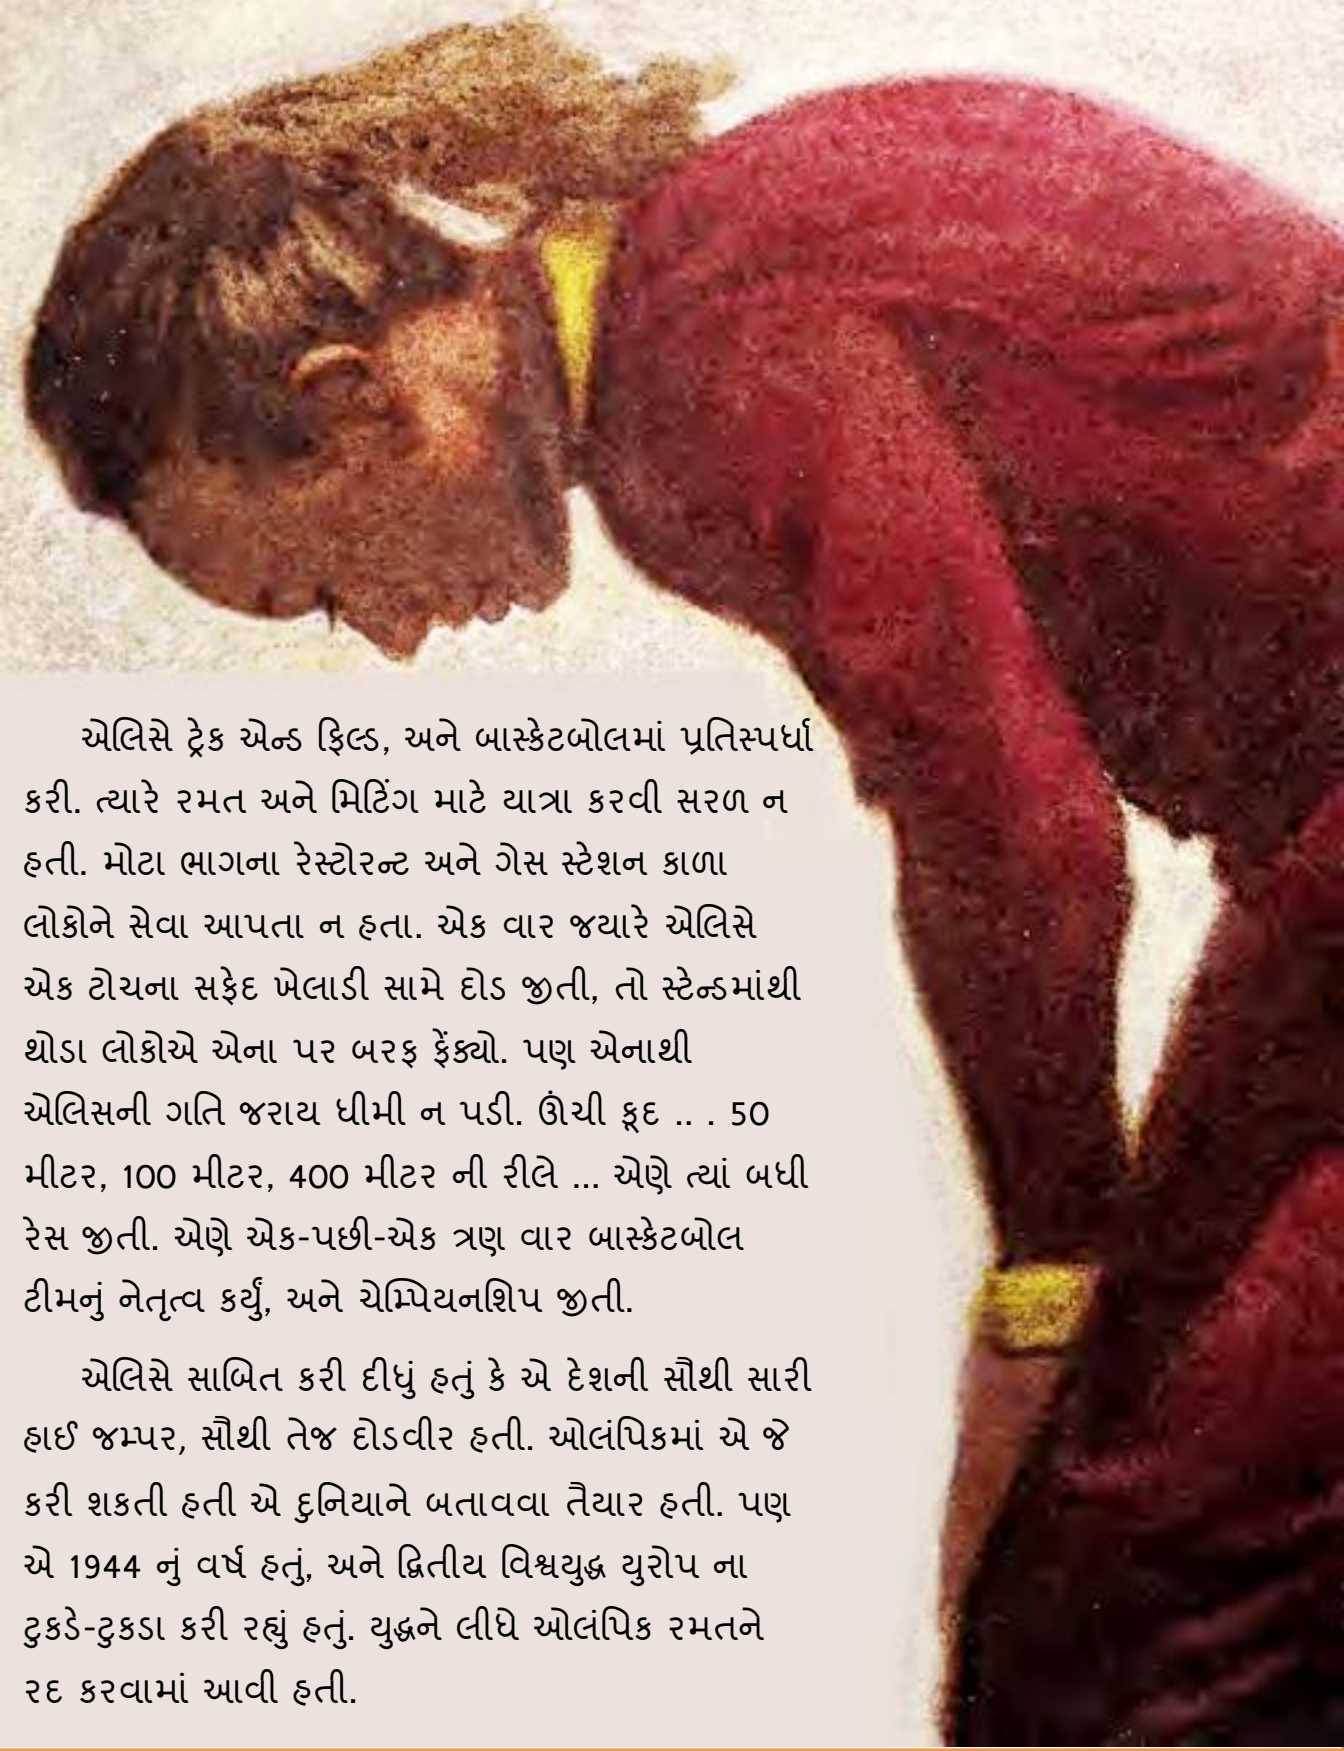 એલિસે ટ્રેક એન્ડ ફિલ્ડ, અને બાસ્કેટબોલમાં પ્રતિસ્પર્ધા
કરી. ત્યારે રમત અને મિટિંગ માટે યાત્રા કરવી સરળ ન
હતી. મોટા ભાગના રેસ્ટોરન્ટ અને ગેસ સ્ટેશન કાળા
લોકોને સેવા આપતા ન હતા. એક વાર જયારે એલિસે
એક ટોચના સફેદ ખેલાડી સામે દોડ જીતી, તો સ્ટેન્ડમાંથી
થોડા લોકોએ એના પર બરફ ફેંક્યો. પણ એનાથી
એલિસની ગતિ જરાય ધીમી ન પડી. ઊંચી કૂદ .. . 50
મીટર, 100 મીટર, 400 મીટર ની રીલે ... એણે ત્યાં બધી
રેસ જીતી. એણે એક-પછી-એક ત્રણ વાર બાસ્કેટબોલ
ટીમનું નેતૃત્વ કર્યું, અને ચેમ્પિયનશિપ જીતી.
એલિસે સાબિત કરી દીધું હતું કે એ દેશની સૌથી સારી
હાઈ જમ્પર, સૌથી તેજ દોડવીર હતી. ઓલંપિકમાં એ જે
કરી શકતી હતી એ દુનિયાને બતાવવા તૈયાર હતી. પણ
એ 1944 નું વર્ષ હતું, અને દ્વિતીય વિશ્વયુદ્ધ યુરોપ ના
ટુકડે-ટુકડા કરી રહ્યું હતું. યુદ્ધને લીધે ઓલંપિક રમતને
રદ કરવામાં આવી હતી.